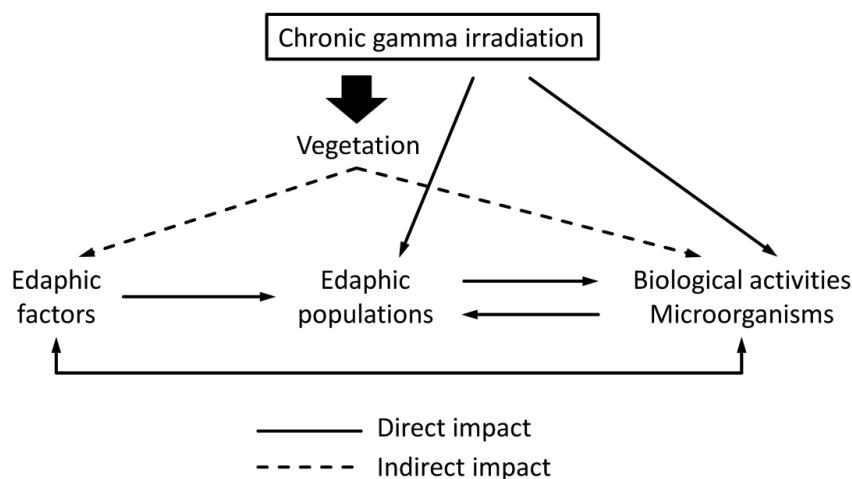 Chronic gamma irradiation
Vegetation
Edaphic
factors
Edaphic
populations
Biological activities
Microorganisms
Direct impact
Indirect impact